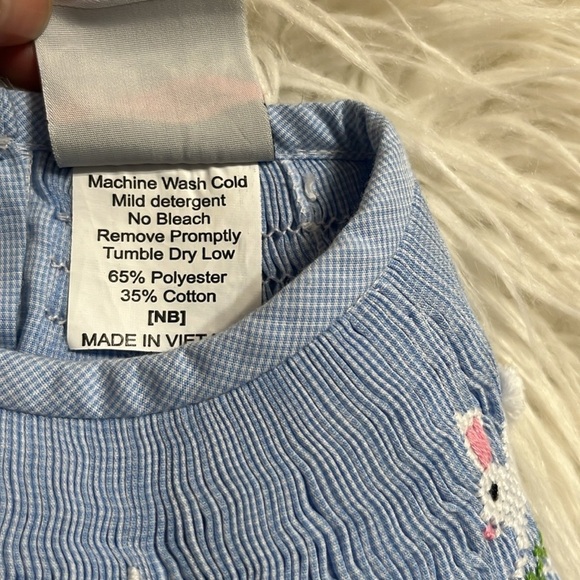 Machine Wash Cold
Mild detergent
No Bleach
Remove Promptly
Tumble Dry Low
65% Polyester
35% Cotton
[NB]
MADE IN